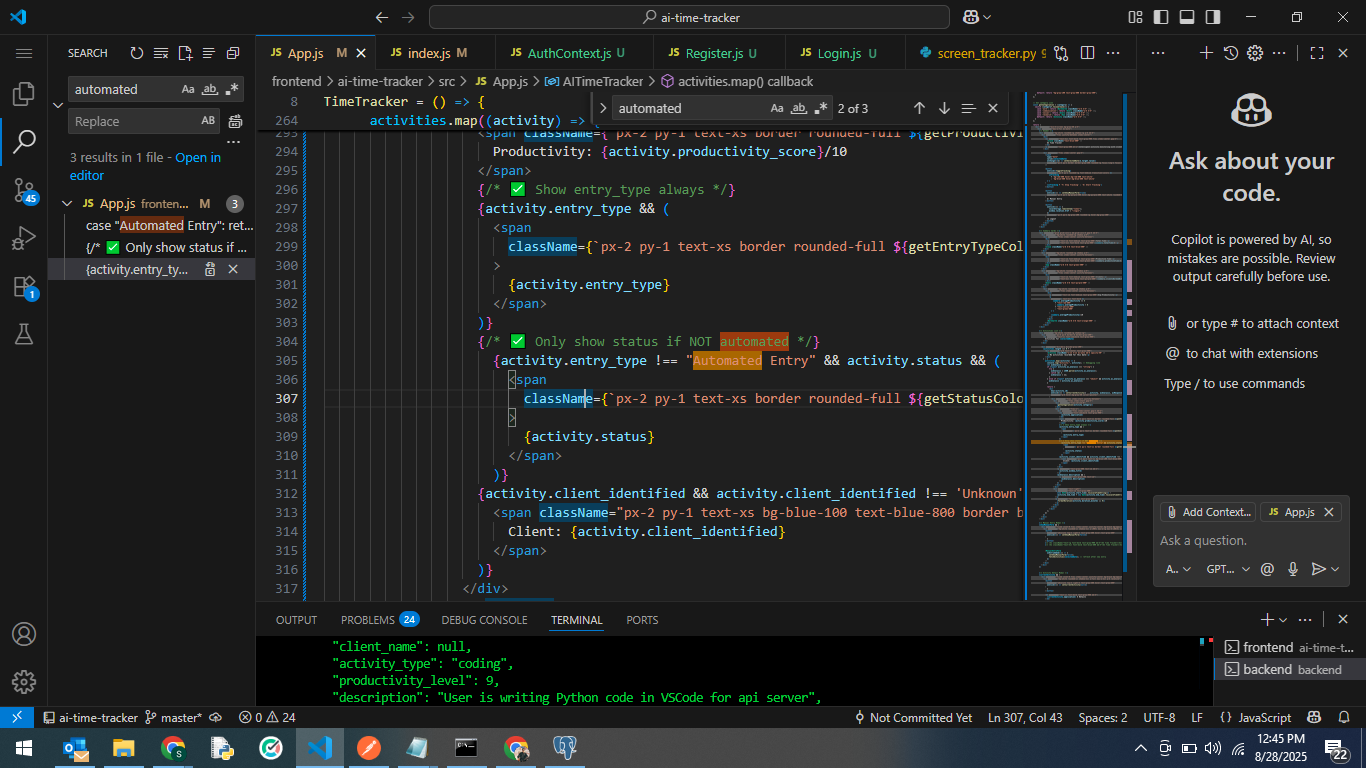 ai-time-tracker
SEARCH
automated
Aa
ab
Replace
AB
3 results in 1 file - Open in
editor
App.js fronten... M 3
case "Automated Entry": ret...
{/* ✅ Only show status if ...
{activity.entry_ty...
45
1
JS App.js M
JS index.js M
JS AuthContext.js U
JS Register.js U
JS Login.js U
screen_tracker.py 9
frontend > ai-time-tracker > src > JS App.js > AITimeTracker > activities.map() callback
automated Aa ab 2 of 3
8 TimeTracker = () => {
264 activities.map((activity) => {
293 <span className={`px-2 py-1 text-xs border rounded-full ${getProductivi
294 Productivity: {activity.productivity_score}/10
295 </span>
296 {/* ✅ Show entry_type always */}
297 {activity.entry_type && (
298 <span
299 className={`px-2 py-1 text-xs border rounded-full ${getEntryTypeCol
300 >
301 {activity.entry_type}
302 </span>
303 )}
304 {/* ✅ Only show status if NOT automated */}
305 {activity.entry_type !== "Automated Entry" && activity.status && (
306 <span
307 className={`px-2 py-1 text-xs border rounded-full ${getStatusColo
308 >
309 {activity.status}
310 </span>
311 )}
312 {activity.client_identified && activity.client_identified !== 'Unknown'
313 <span className="px-2 py-1 text-xs bg-blue-100 text-blue-800 border b
314 Client: {activity.client_identified}
315 </span>
316 )}
317 </div>
Ask about your
code.
Copilot is powered by AI, so
mistakes are possible. Review
output carefully before use.
or type # to attach context
@ to chat with extensions
Type / to use commands
Add Context...
JS App.js
Ask a question.
A.. GPT... @
OUTPUT PROBLEMS 24 DEBUG CONSOLE TERMINAL PORTS
"client_name": null,
"activity_type": "coding",
"productivity_level": 9,
"description": "User is writing Python code in VSCode for api server",
frontend ai-time-t...
backend backend
ai-time-tracker master* 0 24
Not Committed Yet Ln 307, Col 43 Spaces: 2 UTF-8 LF {} JavaScript
12:45 PM
8/28/2025
22